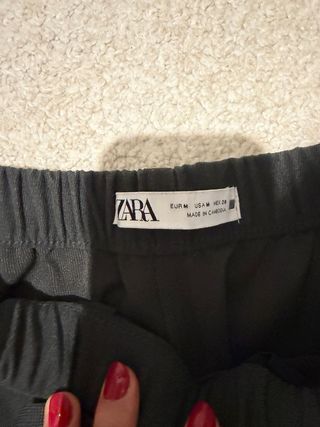 ZARA
EUR M USA M MEX 28
MADE IN CAMBODIA